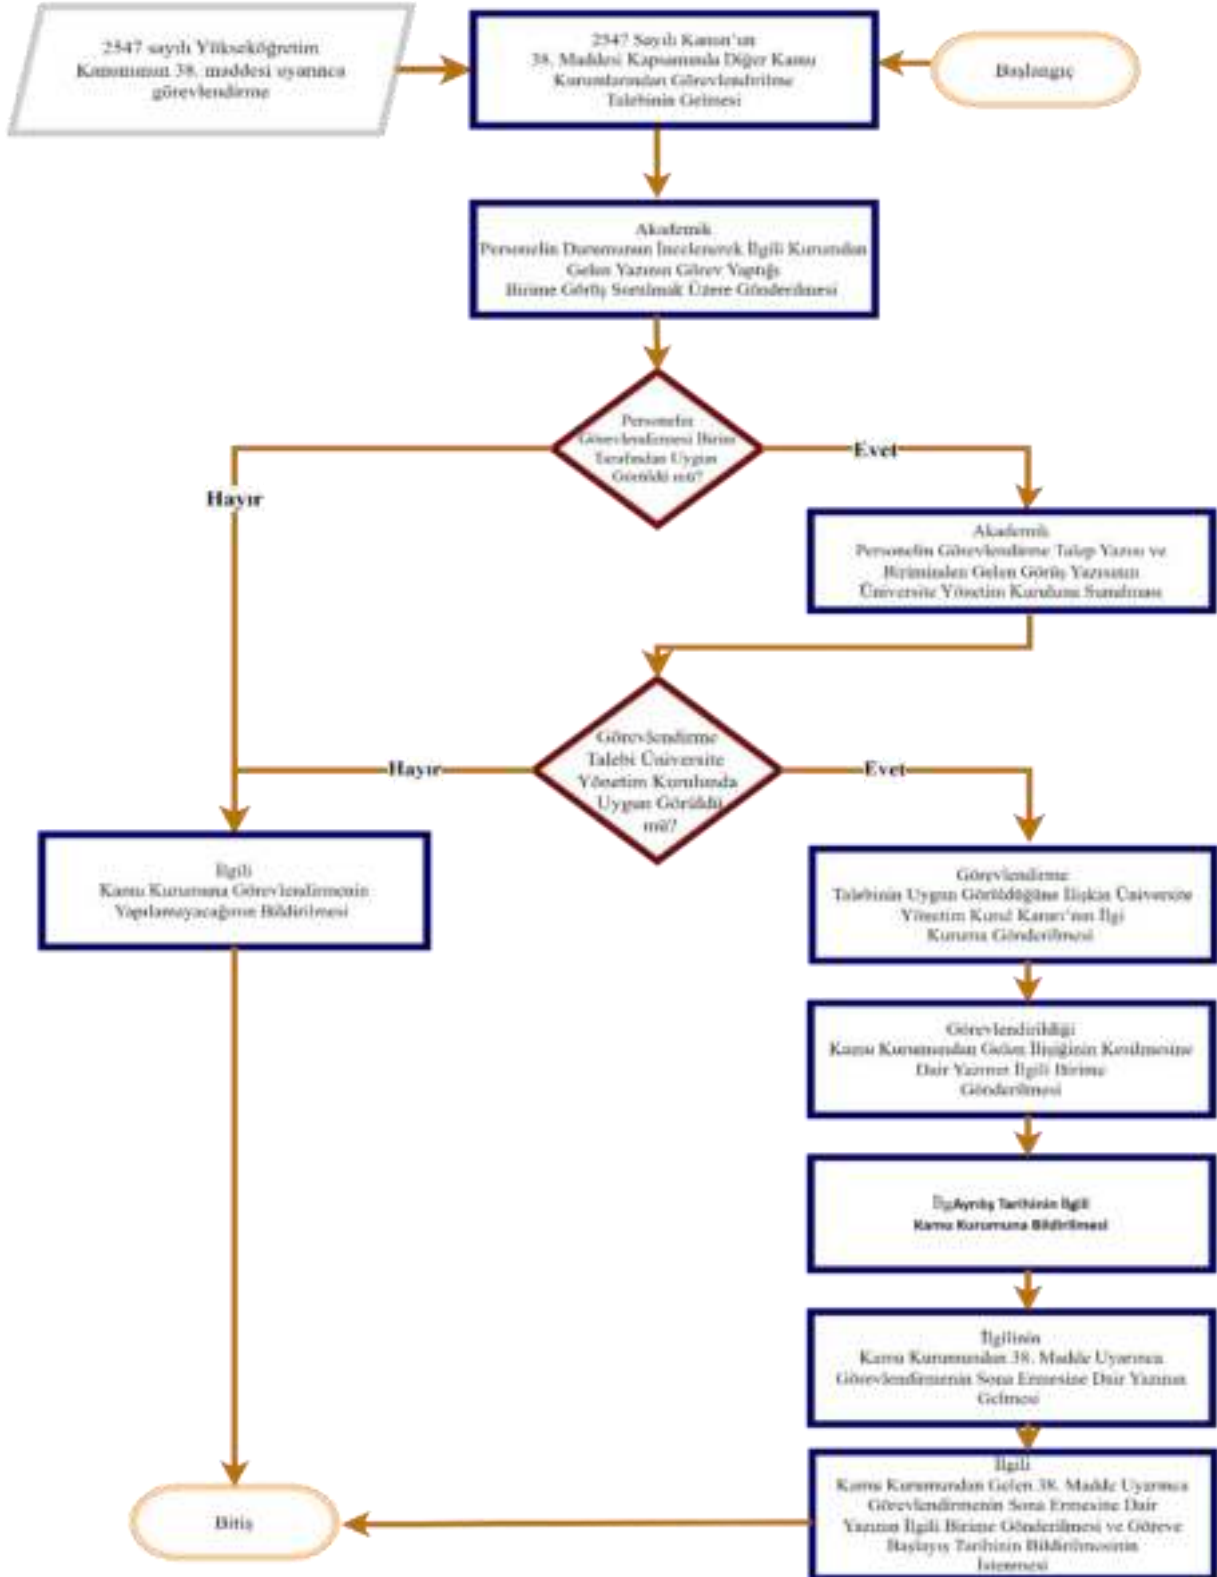 2547 sayılı Yükseköğretim
Kanununun 38. maddesi uyarınca
görevlendirme
2547 Sayılı Kanun'un
38. Maddesi Kapsamında Diğer Kamu
Kurumlarından Görevlendirilme
Talebinin Gelmesi
Başlangıç
Akademik
Personelin Durumunun İncelenerek İlgili Kurumdan
Gelen Yazının Görev Yaptığı
Birime Görüş Sorulmak Üzere Gönderilmesi
Personelin
Görevlendirmesi Birim
Tarafından Uygun
Görüldü mü?
Evet
Hayır
Akademik
Personelin Görevlendirme Talep Yazısı ve
Biriminden Gelen Görüş Yazısının
Üniversite Yönetim Kuruluna Sunulması
Görevlendirme
Talebi Üniversite
Yönetim Kurulunda
Uygun Görüldü
mü?
Hayır
Evet
İlgili
Kamu Kurumuna Görevlendirmenin
Yapılamayacağının Bildirilmesi
Görevlendirme
Talebinin Uygun Görüldüğüne İlişkin Üniversite
Yönetim Kurul Kararı'nın İlgi
Kuruma Gönderilmesi
Görevlendirildiği
Kamu Kurumundan Gelen İlişiğinin Kesilmesine
Dair Yazının İlgili Birime
Gönderilmesi
İlgAyrılış Tarihinin İlgili
Kamu Kurumuna Bildirilmesi
İlgilinin
Kamu Kurumundan 38. Madde Uyarınca
Görevlendirmenin Sona Ermesine Dair Yazının
Gelmesi
İlgili
Kamu Kurumundan Gelen 38. Madde Uyarınca
Görevlendirmenin Sona Ermesine Dair
Yazının İlgili Birime Gönderilmesi ve Göreve
Başlayış Tarihinin Bildirilmesinin
İstenmesi
Bitiş